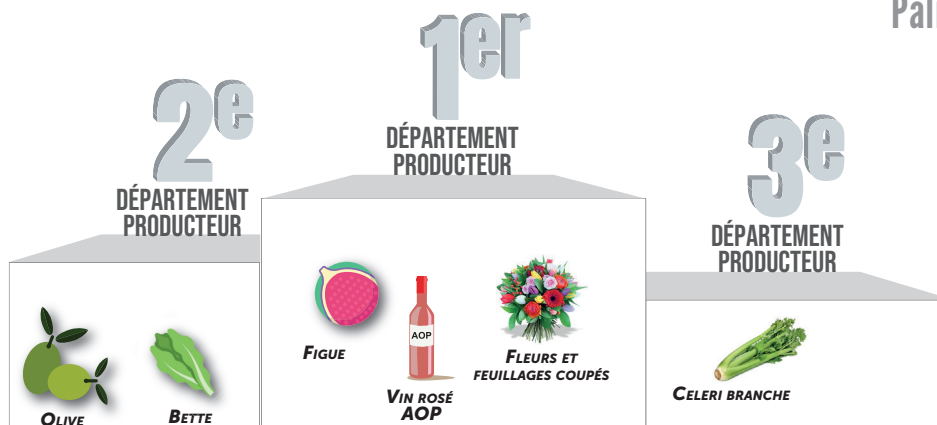 1er
DÉPARTEMENT
PRODUCTEUR
2e
DÉPARTEMENT
PRODUCTEUR
3e
DÉPARTEMENT
PRODUCTEUR
OLIVE
BETTE
FIGUE
AOP
VIN ROSÉ
AOP
FLEURS ET
FEUILLAGES COUPÉS
CELERI BRANCHE